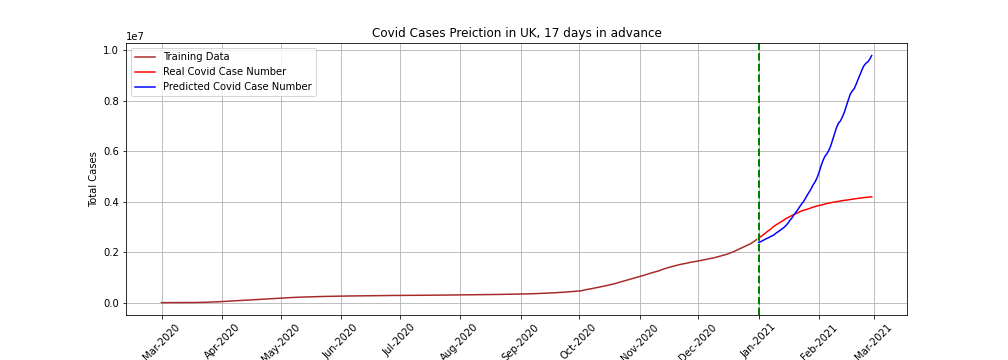 Covid Cases Preiction in UK, 17 days in advance
1e7
Training Data
Real Covid Case Number
Predicted Covid Case Number
1.0
0.8
0.6
0.4
0.2
0.0
Total Cases
Mar-2020
Apr-2020
May-2020
Jun-2020
Jul-2020
Aug-2020
Sep-2020
Oct-2020
Nov-2020
Dec-2020
Jan-2021
Feb-2021
Mar-2021